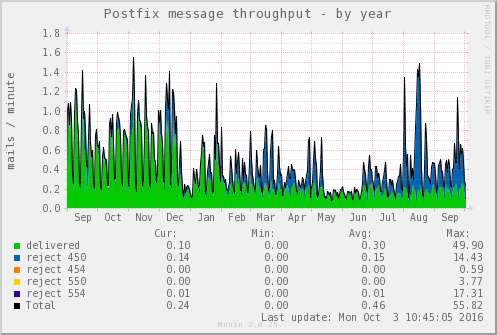 Postfix message throughput - by year
RRDTOOL / TOBI OETIKER
mails / minute
1.8
1.6
1.4
1.2
1.0
0.8
0.6
0.4
0.2
0.0
Sep Oct Nov Dec Jan Feb Mar Apr May Jun Jul Aug Sep
Cur: Min: Avg: Max:
delivered 0.10 0.00 0.30 49.90
reject 450 0.14 0.00 0.15 14.43
reject 454 0.00 0.00 0.00 0.59
reject 550 0.00 0.00 0.00 3.77
reject 554 0.01 0.00 0.01 17.31
Total 0.24 0.00 0.46 55.82
Last update: Mon Oct 3 10:45:05 2016
Munin 2.0.25